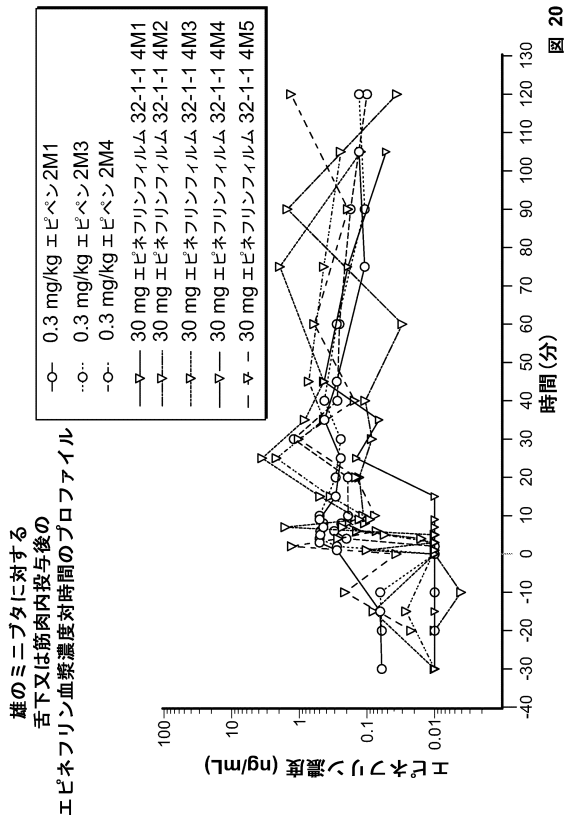 雄のミニブタに対する
舌下又は筋肉内投与後の
エピネフリン血漿濃度対時間のプロファイル
0.3 mg/kg エピペン 2M1
0.3 mg/kg エピペン 2M3
0.3 mg/kg エピペン 2M4
30 mg エピネフリンフィルム 32-1-1 4M1
30 mg エピネフリンフィルム 32-1-1 4M2
30 mg エピネフリンフィルム 32-1-1 4M3
30 mg エピネフリンフィルム 32-1-1 4M4
30 mg エピネフリンフィルム 32-1-1 4M5
エピネフリン濃度 (ng/mL)
100
10
1
0.1
0.01
-40 -30 -20 -10 0 10 20 30 40 50 60 70 80 90 100 110 120 130
時間(分)
図 20